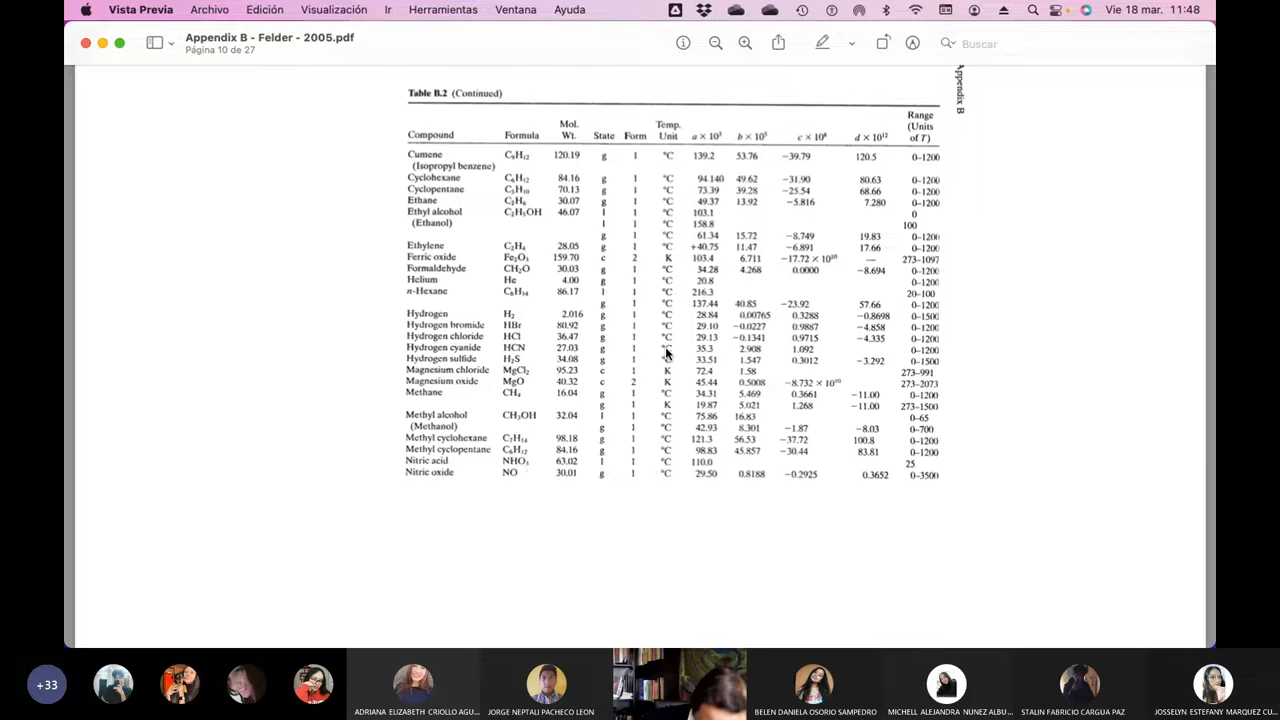 Vista Previa Archivo Edición Visualización Ir Herramientas Ventana Ayuda Vie 18 mar. 11:48
Appendix B - Felder - 2005.pdf
Página 10 de 27
Buscar
Appendix B
Table B.2 (Continued)
Compound Formula Mol. Wt. State Form Temp. Unit a × 10³ b × 10⁵ c × 10⁸ d × 10¹² Range (Units of T)
Cumene C₉H₁₂ 120.19 g 1 °C 139.2 53.76 −39.79 120.5 0–1200
(Isopropyl benzene)
Cyclohexane C₆H₁₂ 84.16 g 1 °C 94.140 49.62 −31.90 80.63 0–1200
Cyclopentane C₅H₁₀ 70.13 g 1 °C 73.39 39.28 −25.54 68.66 0–1200
Ethane C₂H₆ 30.07 g 1 °C 49.37 13.92 −5.816 7.280 0–1200
Ethyl alcohol C₂H₅OH 46.07 l 1 °C 103.1 0
(Ethanol) l 1 °C 158.8 100
g 1 °C 61.34 15.72 −8.749 19.83 0–1200
Ethylene C₂H₄ 28.05 g 1 °C +40.75 11.47 −6.891 17.66 0–1200
Ferric oxide Fe₂O₃ 159.70 c 2 K 103.4 6.711 −17.72 × 10¹⁰ — 273–1097
Formaldehyde CH₂O 30.03 g 1 °C 34.28 4.268 0.0000 −8.694 0–1200
Helium He 4.00 g 1 °C 20.8 0–1200
n-Hexane C₆H₁₄ 86.17 l 1 °C 216.3 20–100
g 1 °C 137.44 40.85 −23.92 57.66 0–1200
Hydrogen H₂ 2.016 g 1 °C 28.84 0.00765 0.3288 −0.8698 0–1500
Hydrogen bromide HBr 80.92 g 1 °C 29.10 −0.0227 0.9887 −4.858 0–1200
Hydrogen chloride HCl 36.47 g 1 °C 29.13 −0.1341 0.9715 −4.335 0–1200
Hydrogen cyanide HCN 27.03 g 1 °C 35.3 2.908 1.092 0–1200
Hydrogen sulfide H₂S 34.08 g 1 33.51 1.547 0.3012 −3.292 0–1500
Magnesium chloride MgCl₂ 95.23 c 1 K 72.4 1.58 273–991
Magnesium oxide MgO 40.32 c 2 K 45.44 0.5008 −8.732 × 10¹⁰ 273–2073
Methane CH₄ 16.04 g 1 °C 34.31 5.469 0.3661 −11.00 0–1200
g 1 K 19.87 5.021 1.268 −11.00 273–1500
Methyl alcohol CH₃OH 32.04 l 1 °C 75.86 16.83 0–65
(Methanol) g 1 °C 42.93 8.301 −1.87 −8.03 0–700
Methyl cyclohexane C₇H₁₄ 98.18 g 1 °C 121.3 56.53 −37.72 100.8 0–1200
Methyl cyclopentane C₆H₁₂ 84.16 g 1 °C 98.83 45.857 −30.44 83.81 0–1200
Nitric acid NHO₃ 63.02 l 1 °C 110.0 25
Nitric oxide NO 30.01 g 1 °C 29.50 0.8188 −0.2925 0.3652 0–3500
+33
ADRIANA ELIZABETH CRIOLLO AGU... JORGE NEPTALI PACHECO LEON BELEN DANIELA OSORIO SAMPEDRO MICHELL ALEJANDRA NUNEZ ALBU... STALIN FABRICIO CARGUA PAZ JOSSELYN ESTEFANY MARQUEZ CU...